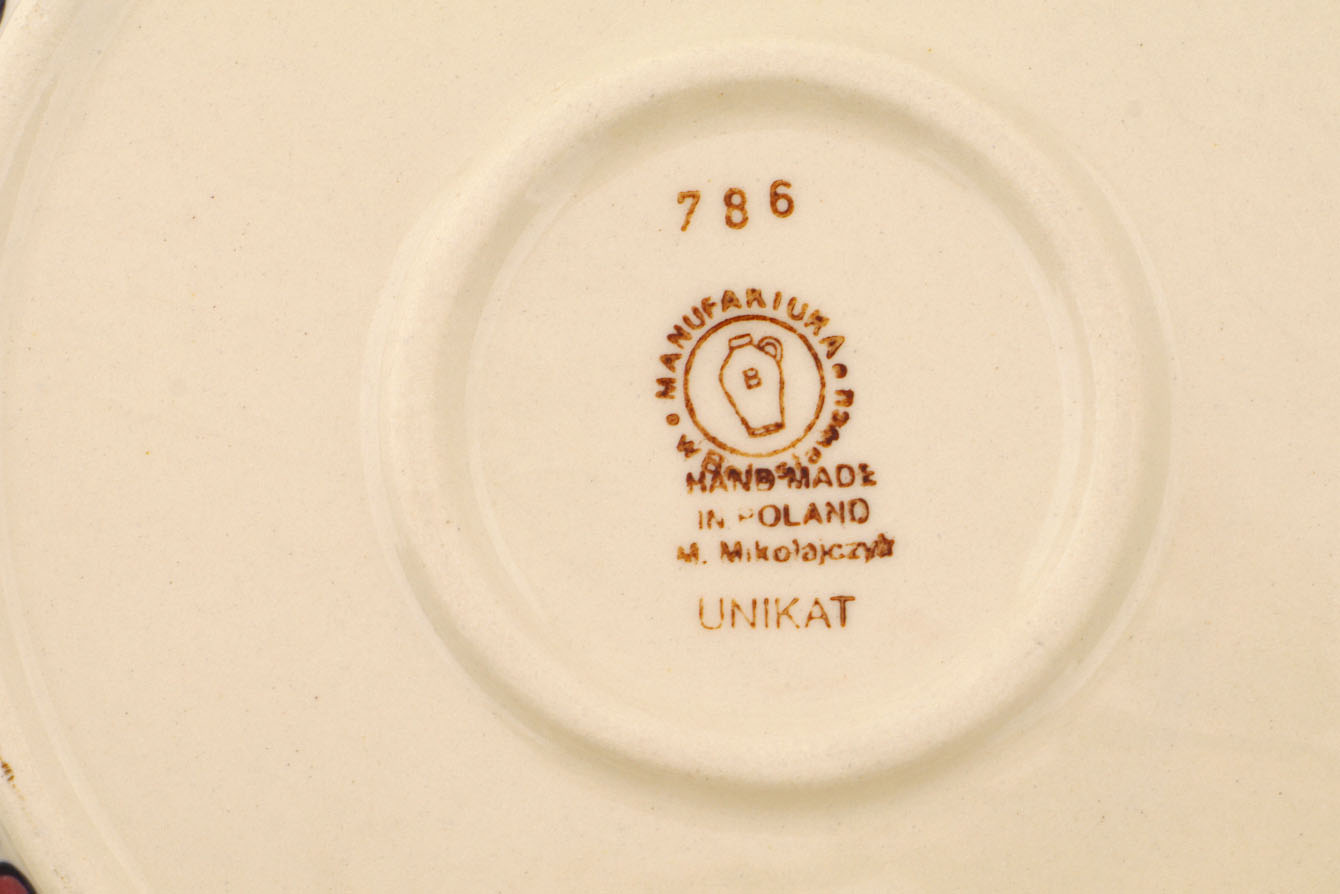 786
MANUFAKTURA
B
HAND MADE
IN POLAND
M. Mikołajczyk
UNIKAT